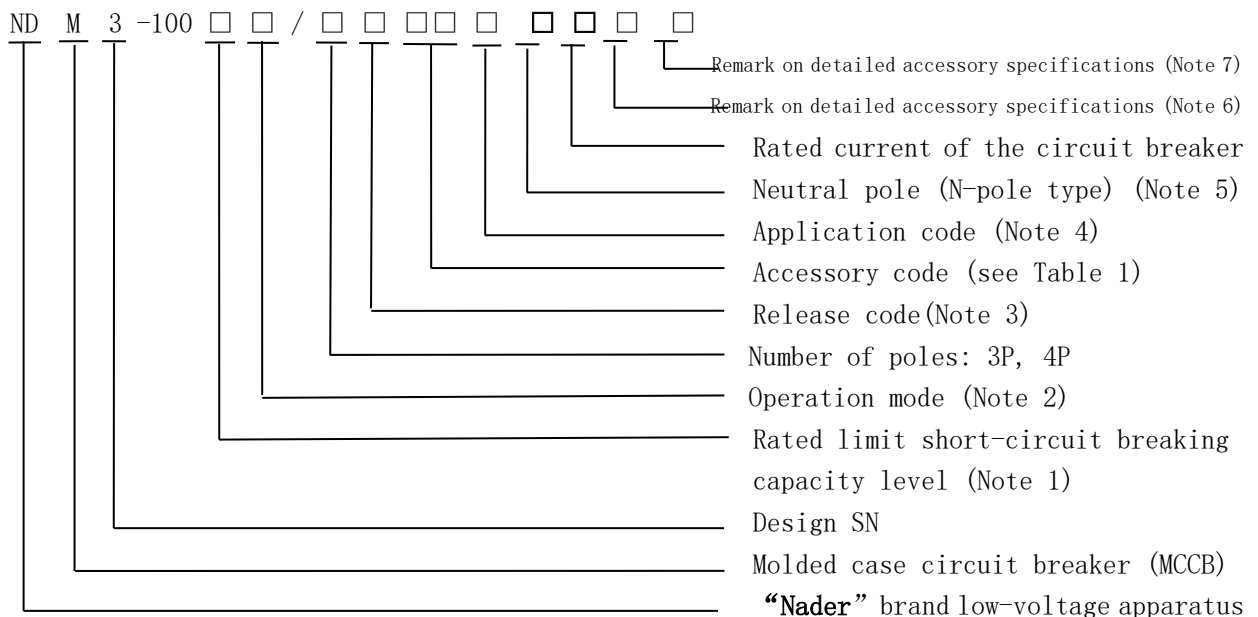 ND M 3 -100 □ □ / □ □ □□ □ □ □ □ □
Remark on detailed accessory specifications (Note 7)
Remark on detailed accessory specifications (Note 6)
Rated current of the circuit breaker
Neutral pole (N-pole type) (Note 5)
Application code (Note 4)
Accessory code (see Table 1)
Release code(Note 3)
Number of poles: 3P, 4P
Operation mode (Note 2)
Rated limit short-circuit breaking
capacity level (Note 1)
Design SN
Molded case circuit breaker (MCCB)
“Nader” brand low-voltage apparatus